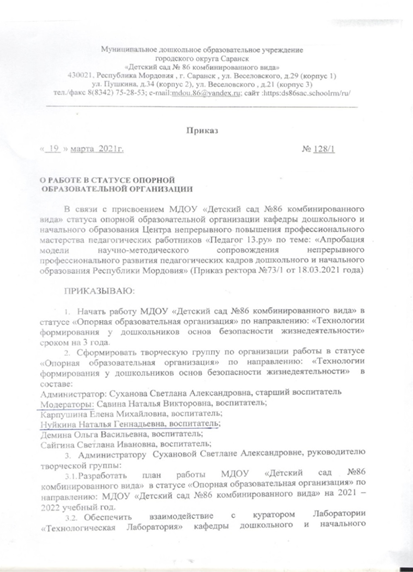 Муниципальное дошкольное образовательное учреждение
городского округа Саранск
«Детский сад № 86 комбинированного вида»
430021, Республика Мордовия , г. Саранск , ул. Веселовского, д.29 (корпус 1)
ул. Пушкина, д.34 (корпус 2), ул. Веселовского , д.21 (корпус 3)
тел./факс 8(8342) 75-28-53; e-mail:mdou.86@yandex.ru; сайт :https:ds86sac.schoolrm/ru/
Приказ
« 19 » марта 2021г. № 128/1
О РАБОТЕ В СТАТУСЕ ОПОРНОЙ
ОБРАЗОВАТЕЛЬНОЙ ОРГАНИЗАЦИИ
В связи с присвоением МДОУ «Детский сад №86 комбинированного
вида» статуса опорной образовательной организации кафедры дошкольного и
начального образования Центра непрерывного повышения профессионального
мастерства педагогических работников «Педагог 13.ру» по теме: «Апробация
модели научно-методического сопровождения непрерывного
профессионального развития педагогических кадров дошкольного и начального
образования Республики Мордовия» (Приказ ректора №73/1 от 18.03.2021 года)
ПРИКАЗЫВАЮ:
1. Начать работу МДОУ «Детский сад №86 комбинированного вида» в
статусе «Опорная образовательная организация» по направлению: «Технологии
формирования у дошкольников основ безопасности жизнедеятельности»
сроком на 3 года.
2. Сформировать творческую группу по организации работы в статусе
«Опорная образовательная организация» по направлению: «Технологии
формирования у дошкольников основ безопасности жизнедеятельности» в
составе:
Администратор: Суханова Светлана Александровна, старший воспитатель
Модераторы: Савина Наталья Викторовна, воспитатель;
Карпушина Елена Михайловна, воспитатель;
Нуйкина Наталья Геннадьевна, воспитатель;
Демина Ольга Васильевна, воспитатель;
Сайгина Светлана Ивановна, воспитатель;
3. Администратору Сухановой Светлане Александровне, руководителю
творческой группы:
3.1.Разработать план работы МДОУ «Детский сад №86
комбинированного вида» в статусе «Опорная образовательная организация» по
направлению: МДОУ «Детский сад №86 комбинированного вида» на 2021 –
2022 учебный год.
3.2. Обеспечить взаимодействие с куратором Лаборатории
«Технологическая Лаборатория» кафедры дошкольного и начального